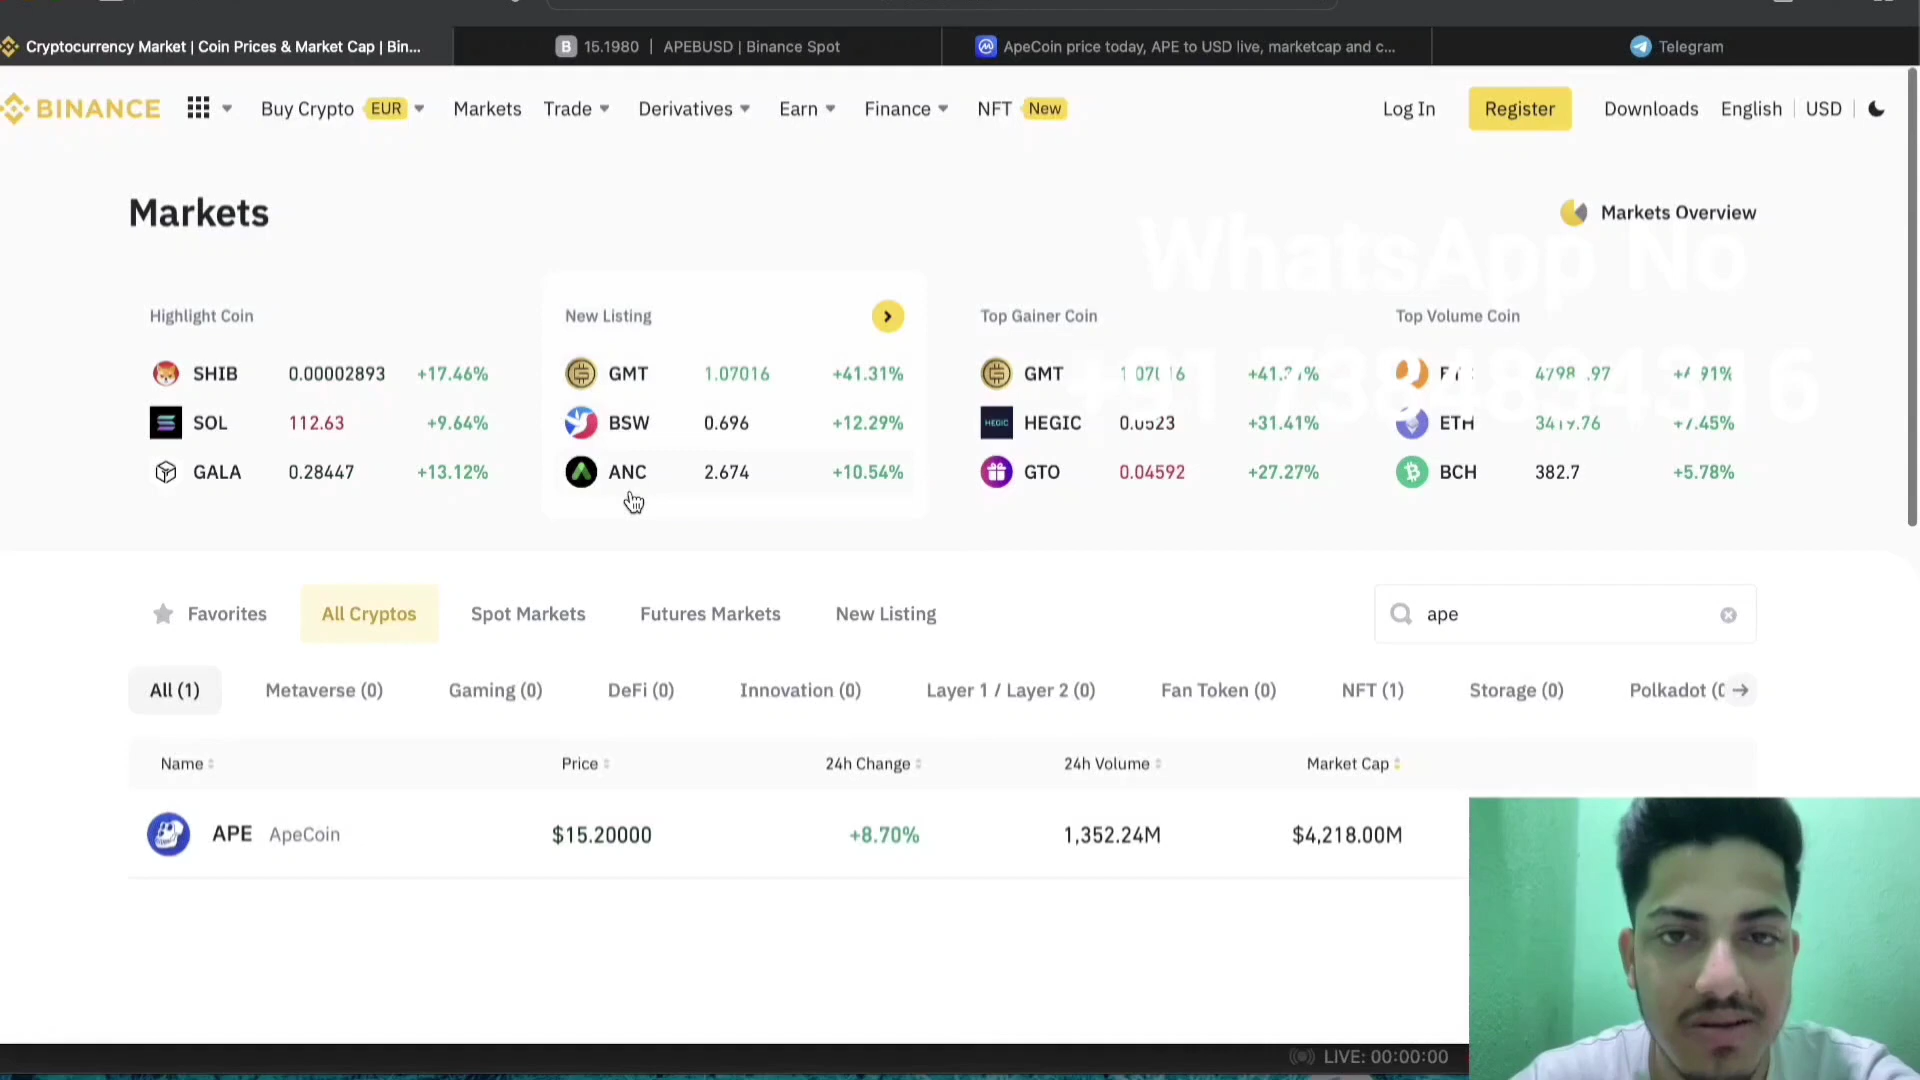 Cryptocurrency Market | Coin Prices & Market Cap | Bin...
B 15.1980 | APEBUSD | Binance Spot
ApeCoin price today, APE to USD live, marketcap and c...
Telegram
BINANCE
Buy Crypto EUR
Markets
Trade
Derivatives
Earn
Finance
NFT New
Log In
Register
Downloads
English
USD
Markets
Markets Overview
WhatsApp No
Highlight Coin
SHIB 0.00002893 +17.46%
SOL 112.63 +9.64%
GALA 0.28447 +13.12%
New Listing
GMT 1.07016 +41.31%
BSW 0.696 +12.29%
ANC 2.674 +10.54%
Top Gainer Coin
GMT
HEGIC +31.41%
GTO 0.04592 +27.27%
Top Volume Coin
ETH
BCH 382.7 +5.78%
Favorites
All Cryptos
Spot Markets
Futures Markets
New Listing
ape
All (1)
Metaverse (0)
Gaming (0)
DeFi (0)
Innovation (0)
Layer 1 / Layer 2 (0)
Fan Token (0)
NFT (1)
Storage (0)
Polkadot
Name
Price
24h Change
24h Volume
Market Cap
APE ApeCoin $15.20000 +8.70% 1,352.24M $4,218.00M
LIVE: 00:00:00